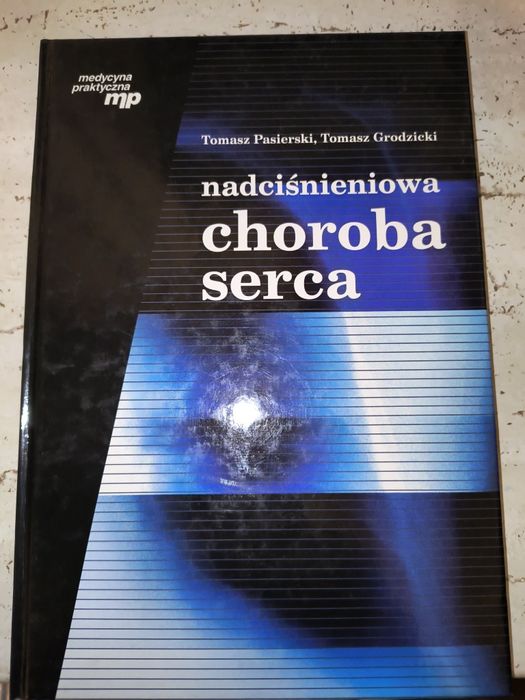 medycyna
praktyczna
mp
Tomasz Pasierski, Tomasz Grodzicki
nadciśnieniowa
choroba
serca